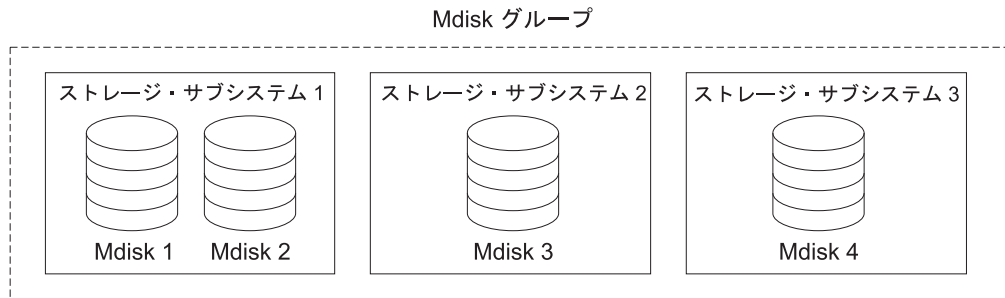 Mdisk グループ
ストレージ・サブシステム 1
ストレージ・サブシステム 2
ストレージ・サブシステム 3
Mdisk 1
Mdisk 2
Mdisk 3
Mdisk 4